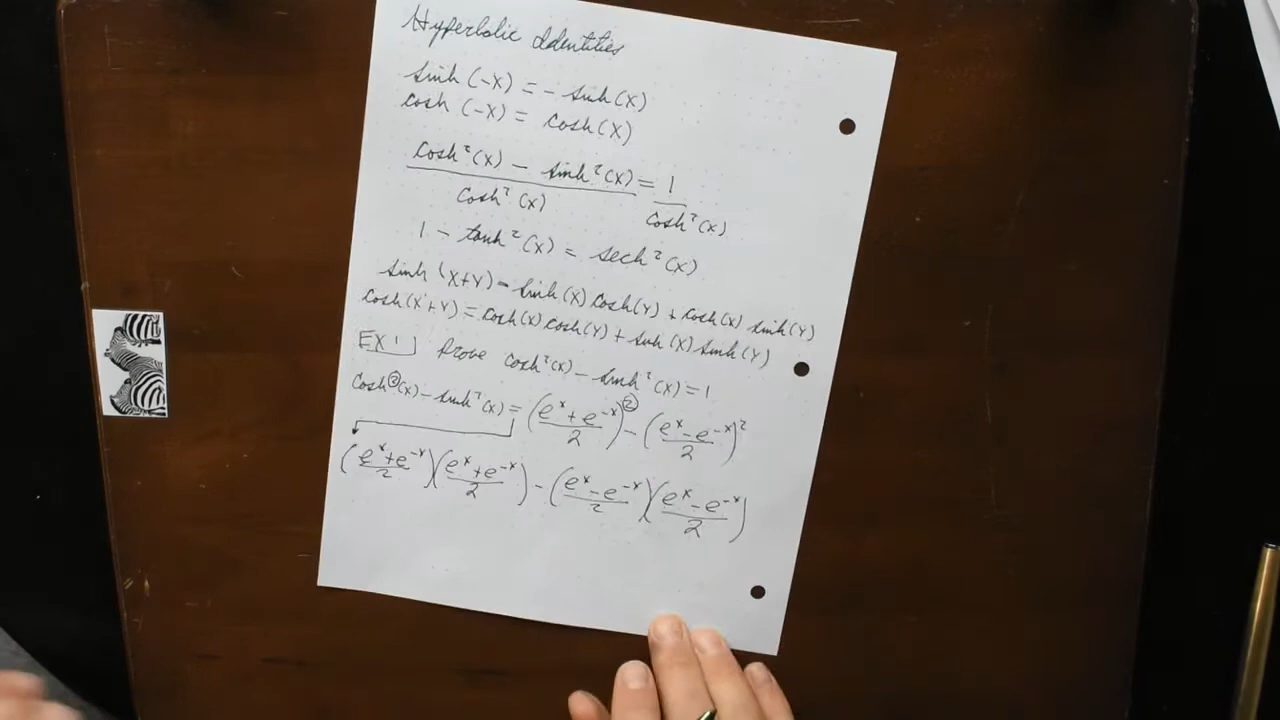 Hyperbolic Identities
sinh (-x) = - sinh(x)
cosh (-x) = cosh(x)
cosh²(x) - sinh²(x) = 1
cosh²(x) cosh²(x)
1 - tanh²(x) = sech²(x)
sinh (x+y) = sinh(x) cosh(y) + cosh(x) sinh(y)
cosh(x+y) = cosh(x) cosh(y) + sinh(x) sinh(y)
EX 1 Prove cosh²(x) - sinh²(x) = 1
cosh²(x) - sinh²(x) = (e^x + e^-x / 2)² - (e^x - e^-x / 2)²
(e^x + e^-x / 2)(e^x + e^-x / 2) - (e^x - e^-x / 2)(e^x - e^-x / 2)